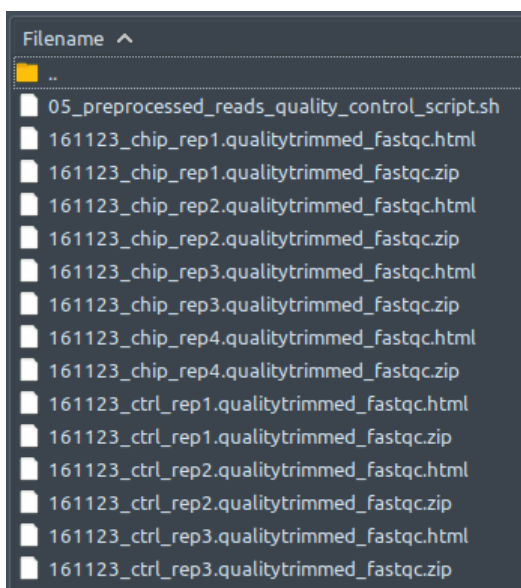 Filename
..
05_preprocessed_reads_quality_control_script.sh
161123_chip_rep1.qualitytrimmed_fastqc.html
161123_chip_rep1.qualitytrimmed_fastqc.zip
161123_chip_rep2.qualitytrimmed_fastqc.html
161123_chip_rep2.qualitytrimmed_fastqc.zip
161123_chip_rep3.qualitytrimmed_fastqc.html
161123_chip_rep3.qualitytrimmed_fastqc.zip
161123_chip_rep4.qualitytrimmed_fastqc.html
161123_chip_rep4.qualitytrimmed_fastqc.zip
161123_ctrl_rep1.qualitytrimmed_fastqc.html
161123_ctrl_rep1.qualitytrimmed_fastqc.zip
161123_ctrl_rep2.qualitytrimmed_fastqc.html
161123_ctrl_rep2.qualitytrimmed_fastqc.zip
161123_ctrl_rep3.qualitytrimmed_fastqc.html
161123_ctrl_rep3.qualitytrimmed_fastqc.zip